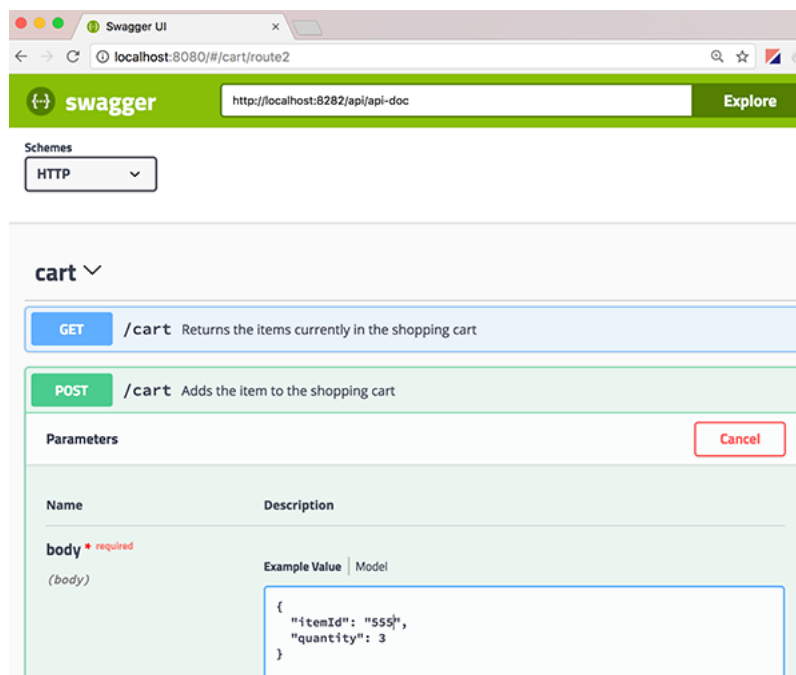 Swagger UI ×
localhost:8080/#/cart/route2
{···} swagger http://localhost:8282/api/api-doc Explore
Schemes
HTTP
cart
GET /cart Returns the items currently in the shopping cart
POST /cart Adds the item to the shopping cart
Parameters Cancel
Name Description
body * required
(body)
Example Value | Model
{
"itemId": "555",
"quantity": 3
}